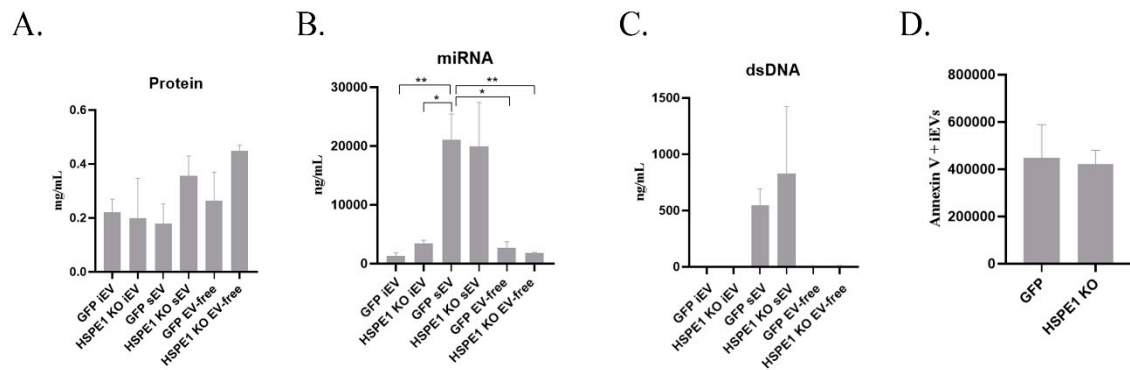 A.
B.
C.
D.
Protein
mg/mL
0.6
0.4
0.2
0.0
GFP iEV
HSPE1 KO iEV
GFP sEV
HSPE1 KO sEV
GFP EV-free
HSPE1 KO EV-free
miRNA
ng/mL
30000
20000
10000
0
**
*
**
*
GFP iEV
HSPE1 KO iEV
GFP sEV
HSPE1 KO sEV
GFP EV-free
HSPE1 KO EV-free
dsDNA
ng/mL
1500
1000
500
0
GFP iEV
HSPE1 KO iEV
GFP sEV
HSPE1 KO sEV
GFP EV-free
HSPE1 KO EV-free
Annexin V + iEVs
800000
600000
400000
200000
0
GFP
HSPE1 KO